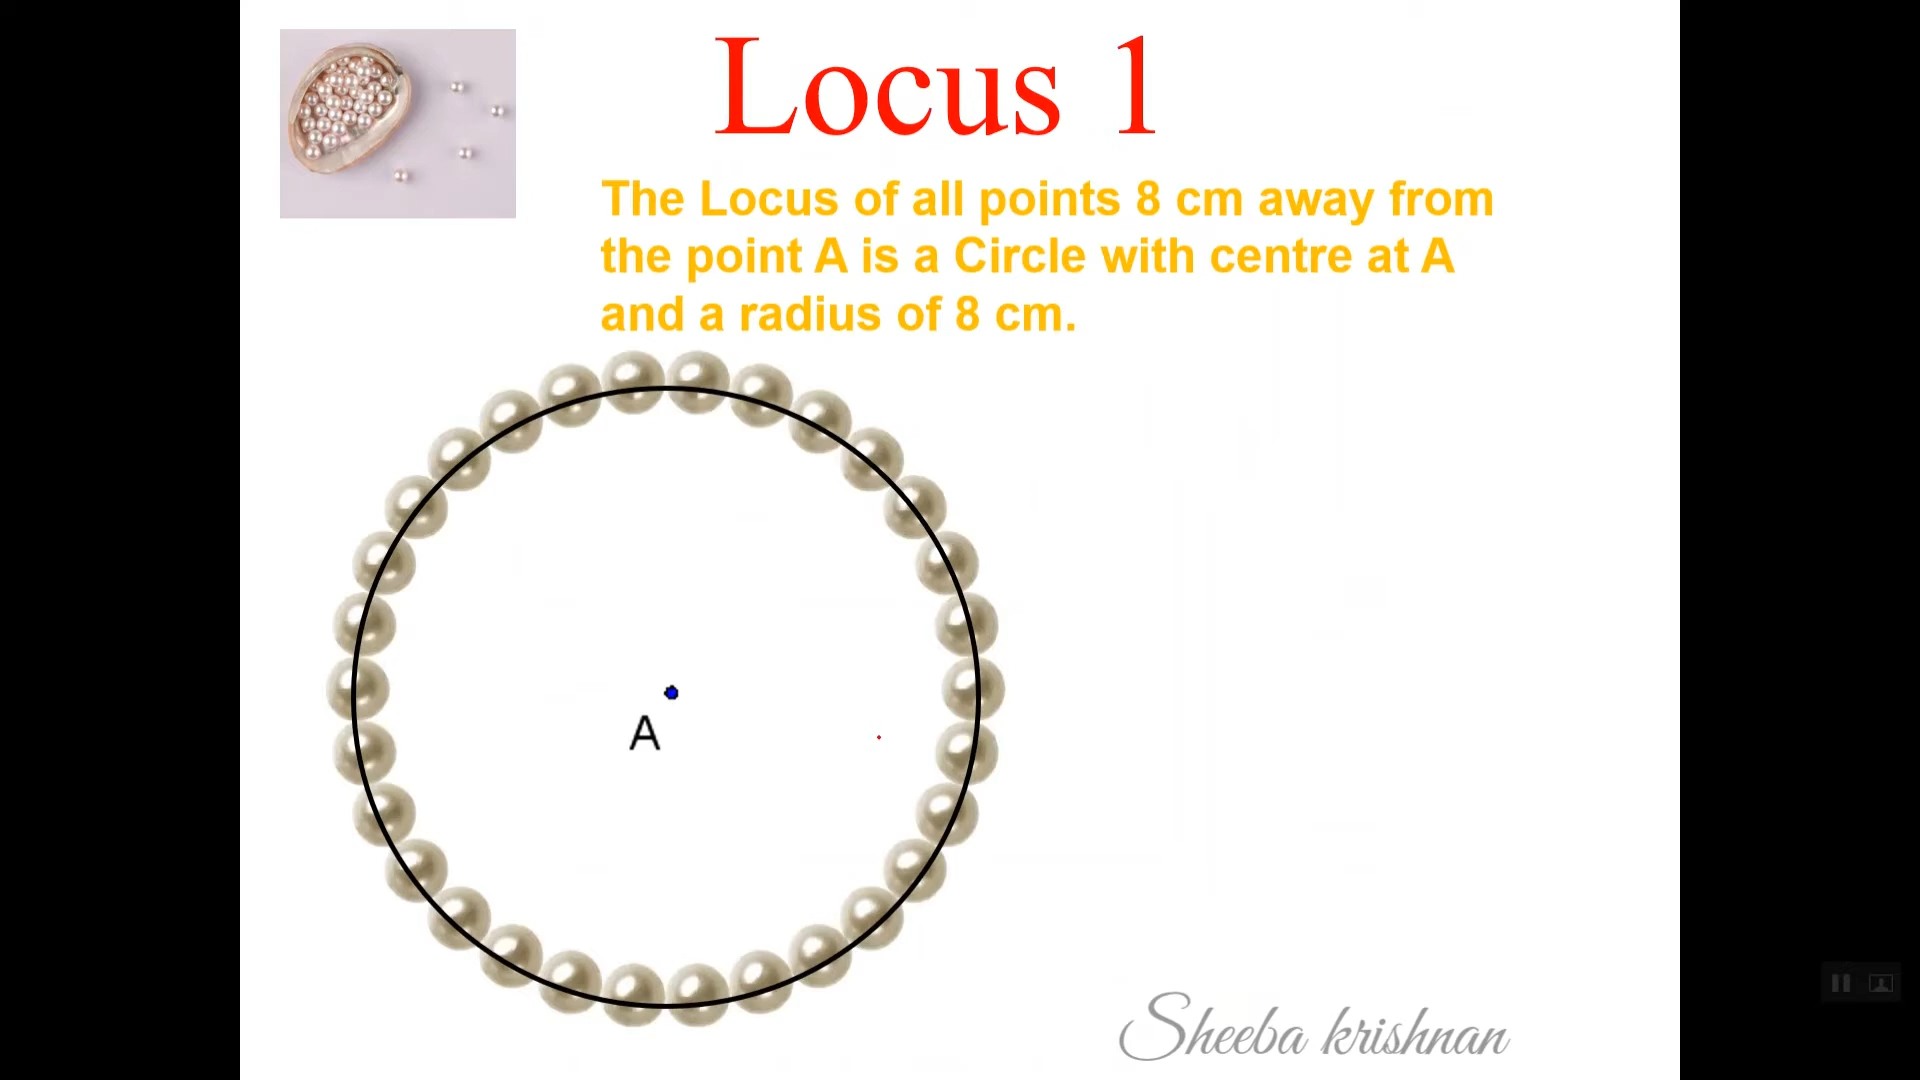 Locus 1
The Locus of all points 8 cm away from
the point A is a Circle with centre at A
and a radius of 8 cm.
A
Sheeba krishnan